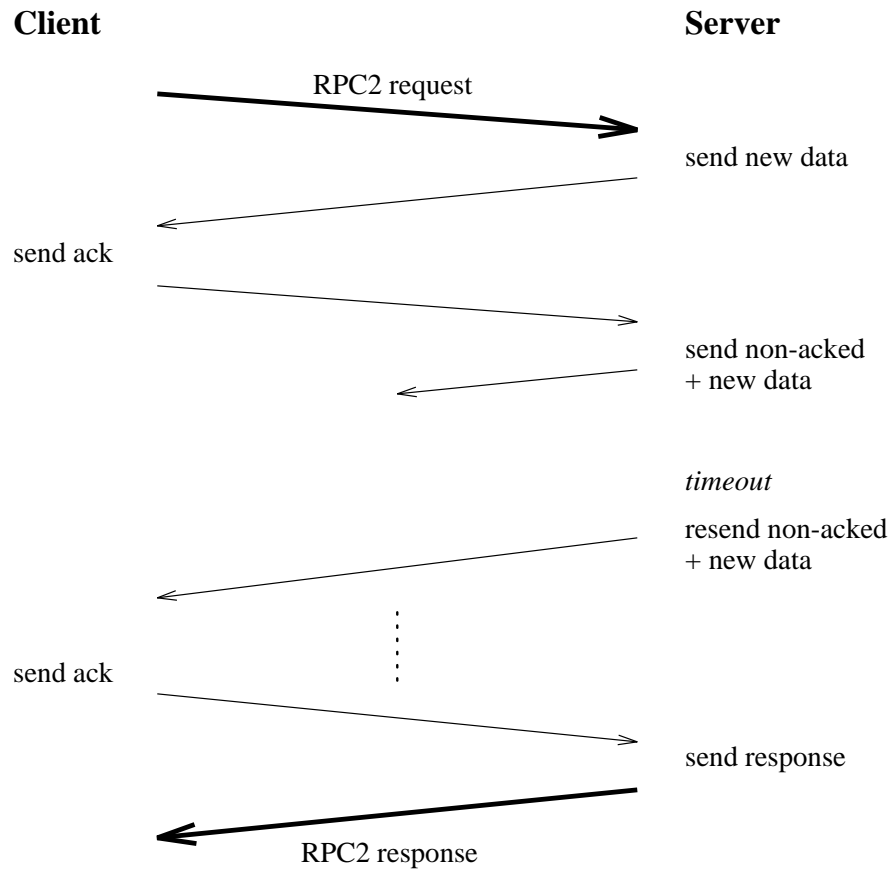 Client
Server
RPC2 request
send new data
send ack
send non-acked
+ new data
timeout
resend non-acked
+ new data
send ack
send response
RPC2 response